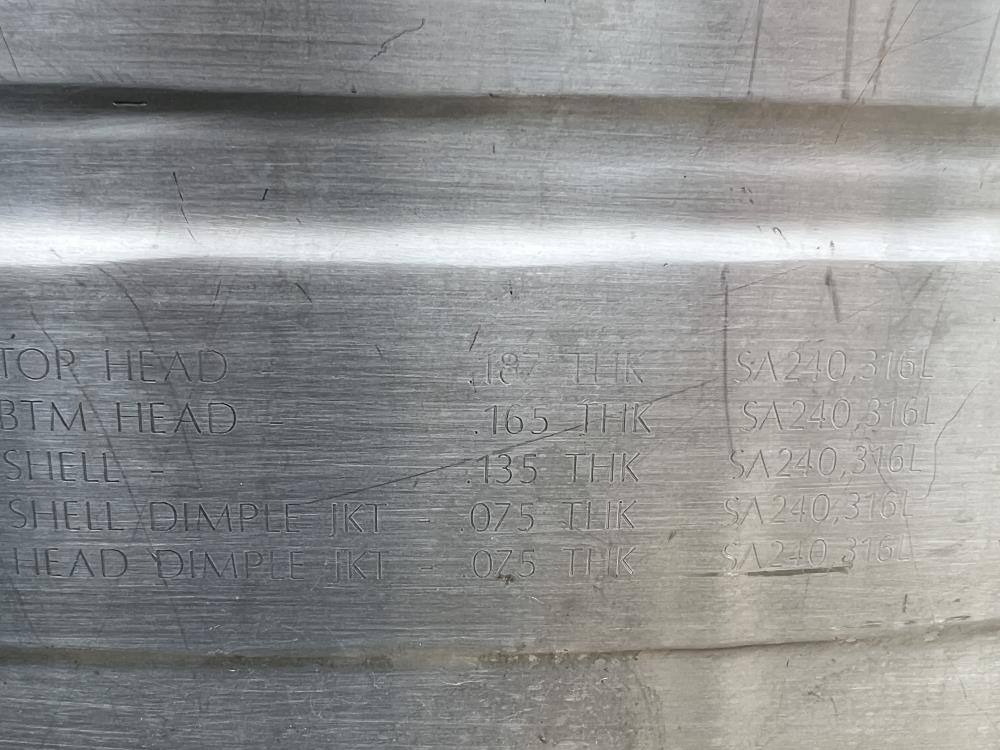 TOP HEAD - .187 THK SA240,316L
BTM HEAD - .165 THK SA240,316L
SHELL - .135 THK SA240,316L
SHELL DIMPLE JKT - .075 THK SA240,316L
HEAD DIMPLE JKT - .075 THK SA240,316L